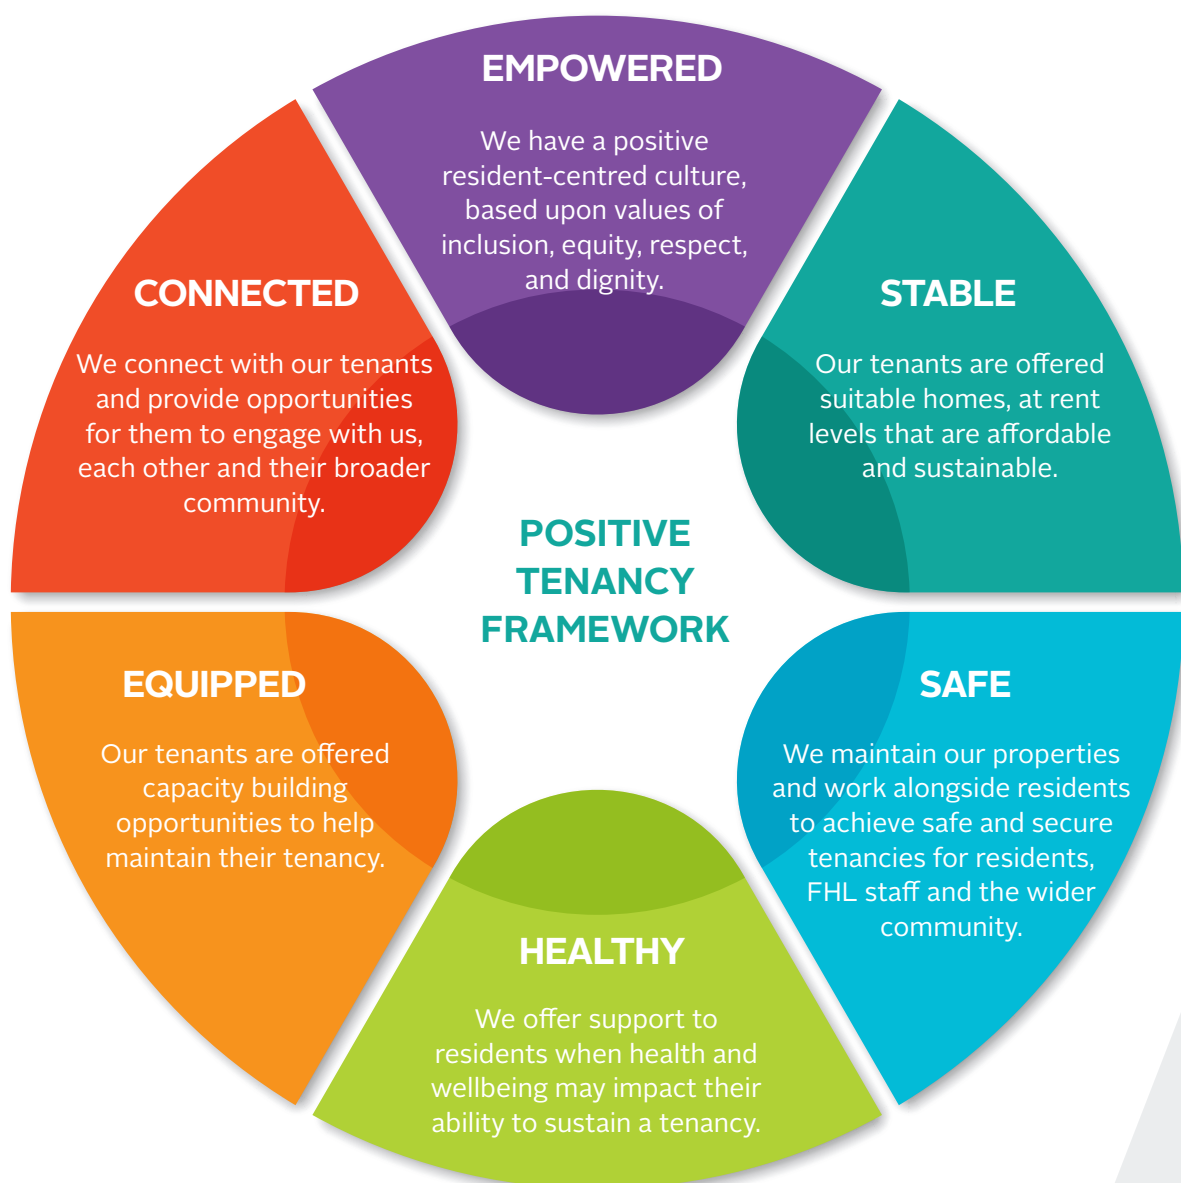 EMPOWERED
We have a positive
resident-centred culture,
based upon values of
inclusion, equity, respect,
and dignity.
STABLE
Our tenants are offered
suitable homes, at rent
levels that are affordable
and sustainable.
SAFE
We maintain our properties
and work alongside residents
to achieve safe and secure
tenancies for residents,
FHL staff and the wider
community.
HEALTHY
We offer support to
residents when health and
wellbeing may impact their
ability to sustain a tenancy.
EQUIPPED
Our tenants are offered
capacity building
opportunities to help
maintain their tenancy.
CONNECTED
We connect with our tenants
and provide opportunities
for them to engage with us,
each other and their broader
community.
POSITIVE
TENANCY
FRAMEWORK